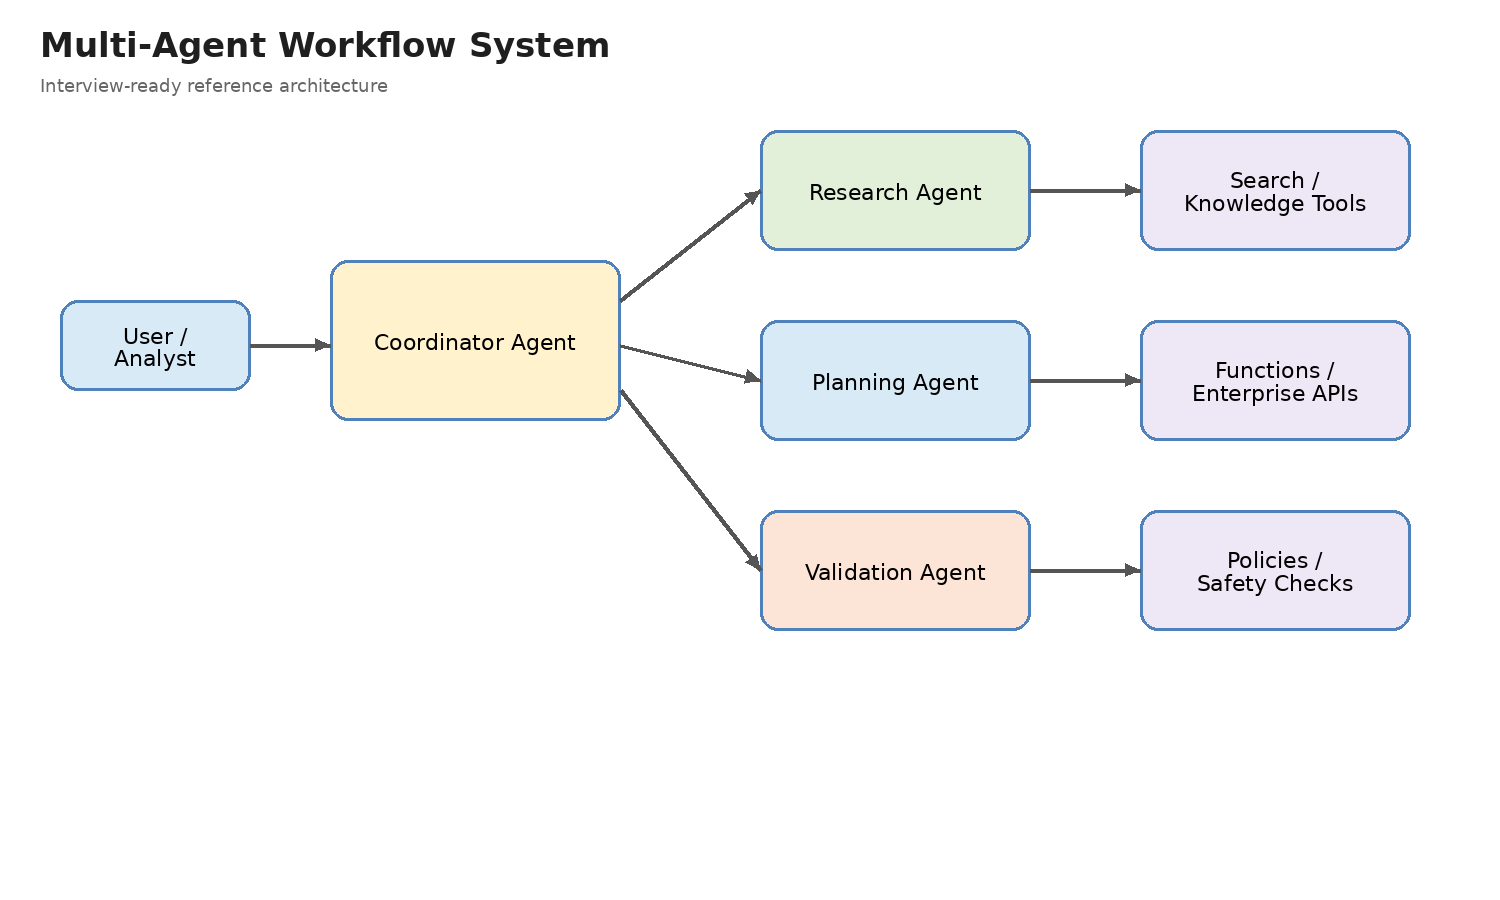 Multi-Agent Workflow System
Interview-ready reference architecture
User /
Analyst
Coordinator Agent
Research Agent
Search /
Knowledge Tools
Planning Agent
Functions /
Enterprise APIs
Validation Agent
Policies /
Safety Checks